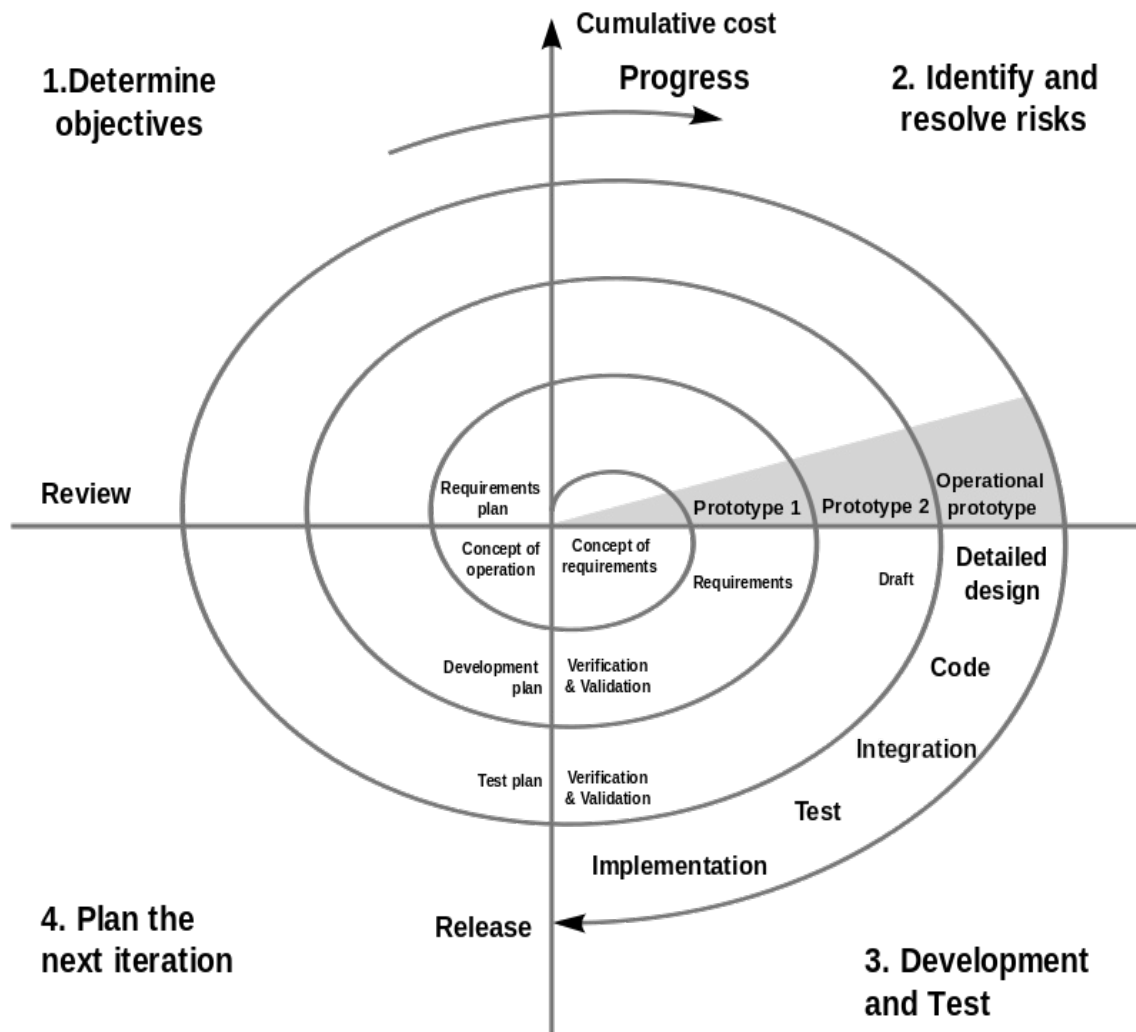 Cumulative cost
Progress
1.Determine
objectives
2. Identify and
resolve risks
Review
Requirements
plan
Prototype 1
Prototype 2
Operational
prototype
Concept of
operation
Concept of
requirements
Requirements
Draft
Detailed
design
Development
plan
Verification
& Validation
Code
Integration
Test plan
Verification
& Validation
Test
Implementation
Release
4. Plan the
next iteration
3. Development
and Test